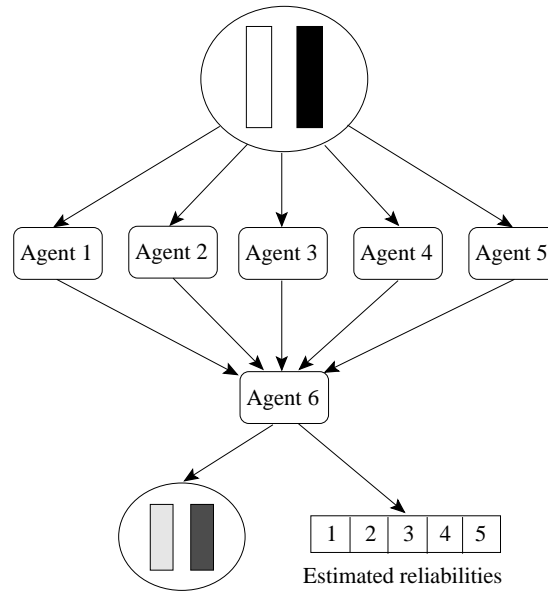 Agent 1
Agent 2
Agent 3
Agent 4
Agent 5
Agent 6
1 2 3 4 5
Estimated reliabilities